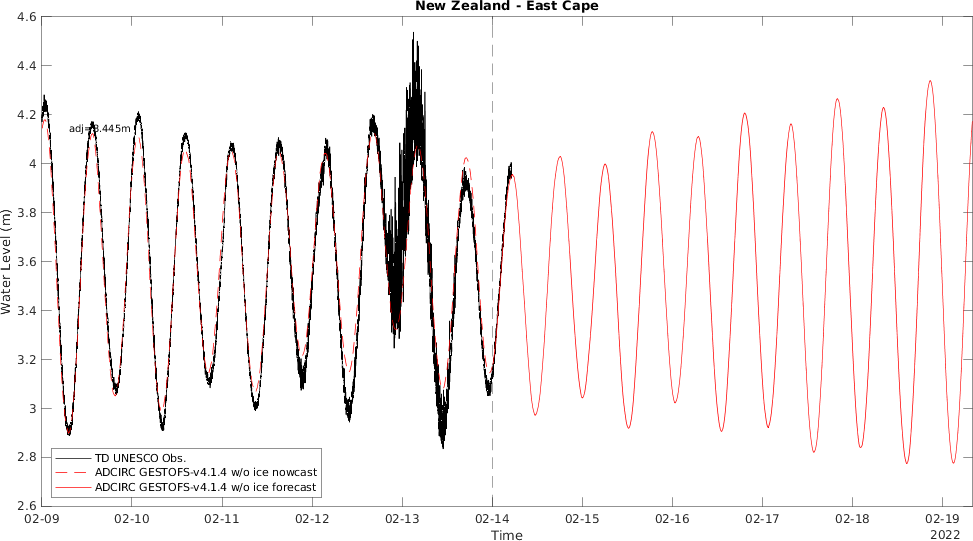 New Zealand - East Cape
4.6
4.4
4.2
4
3.8
3.6
3.4
3.2
3
2.8
2.6
Water Level (m)
adj=3.445m
TD UNESCO Obs.
ADCIRC GESTOFS-v4.1.4 w/o ice nowcast
ADCIRC GESTOFS-v4.1.4 w/o ice forecast
02-09 02-10 02-11 02-12 02-13 02-14 02-15 02-16 02-17 02-18 02-19
Time
2022